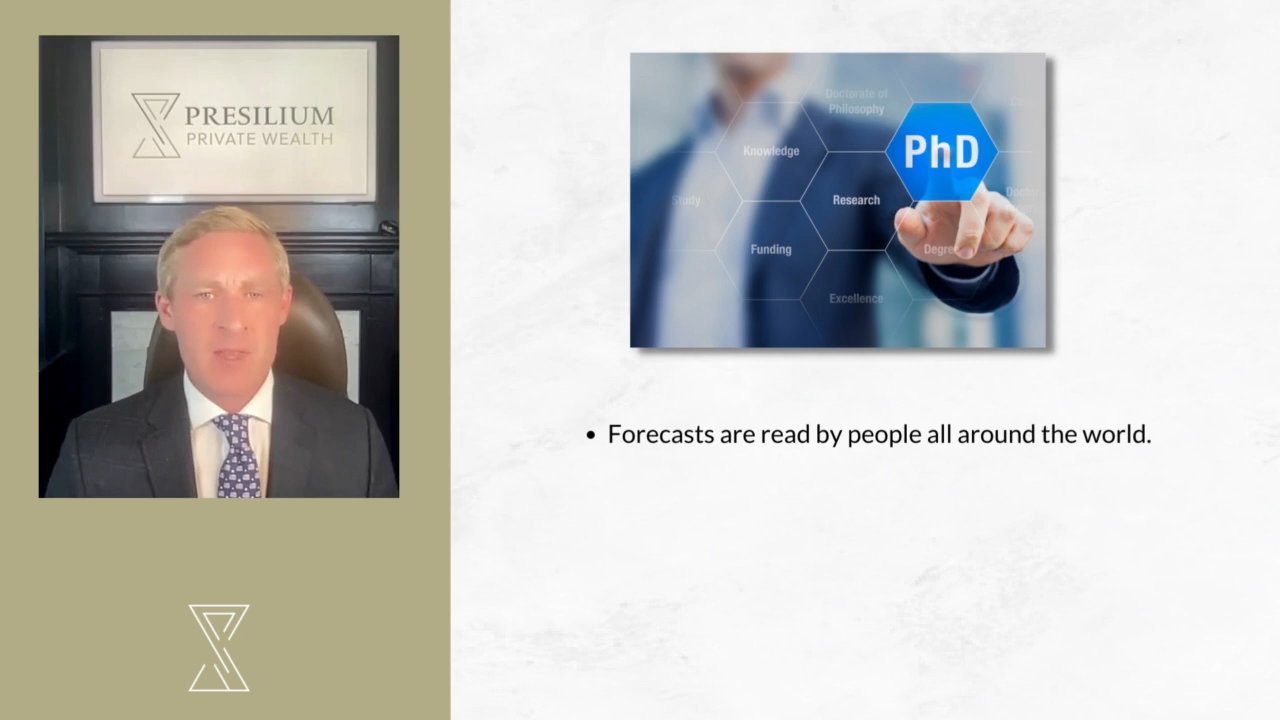 PRESILIUM
PRIVATE WEALTH
Doctorate of
Philosophy
PhD
Knowledge
Study
Research
Funding
Degree
Excellence
• Forecasts are read by people all around the world.